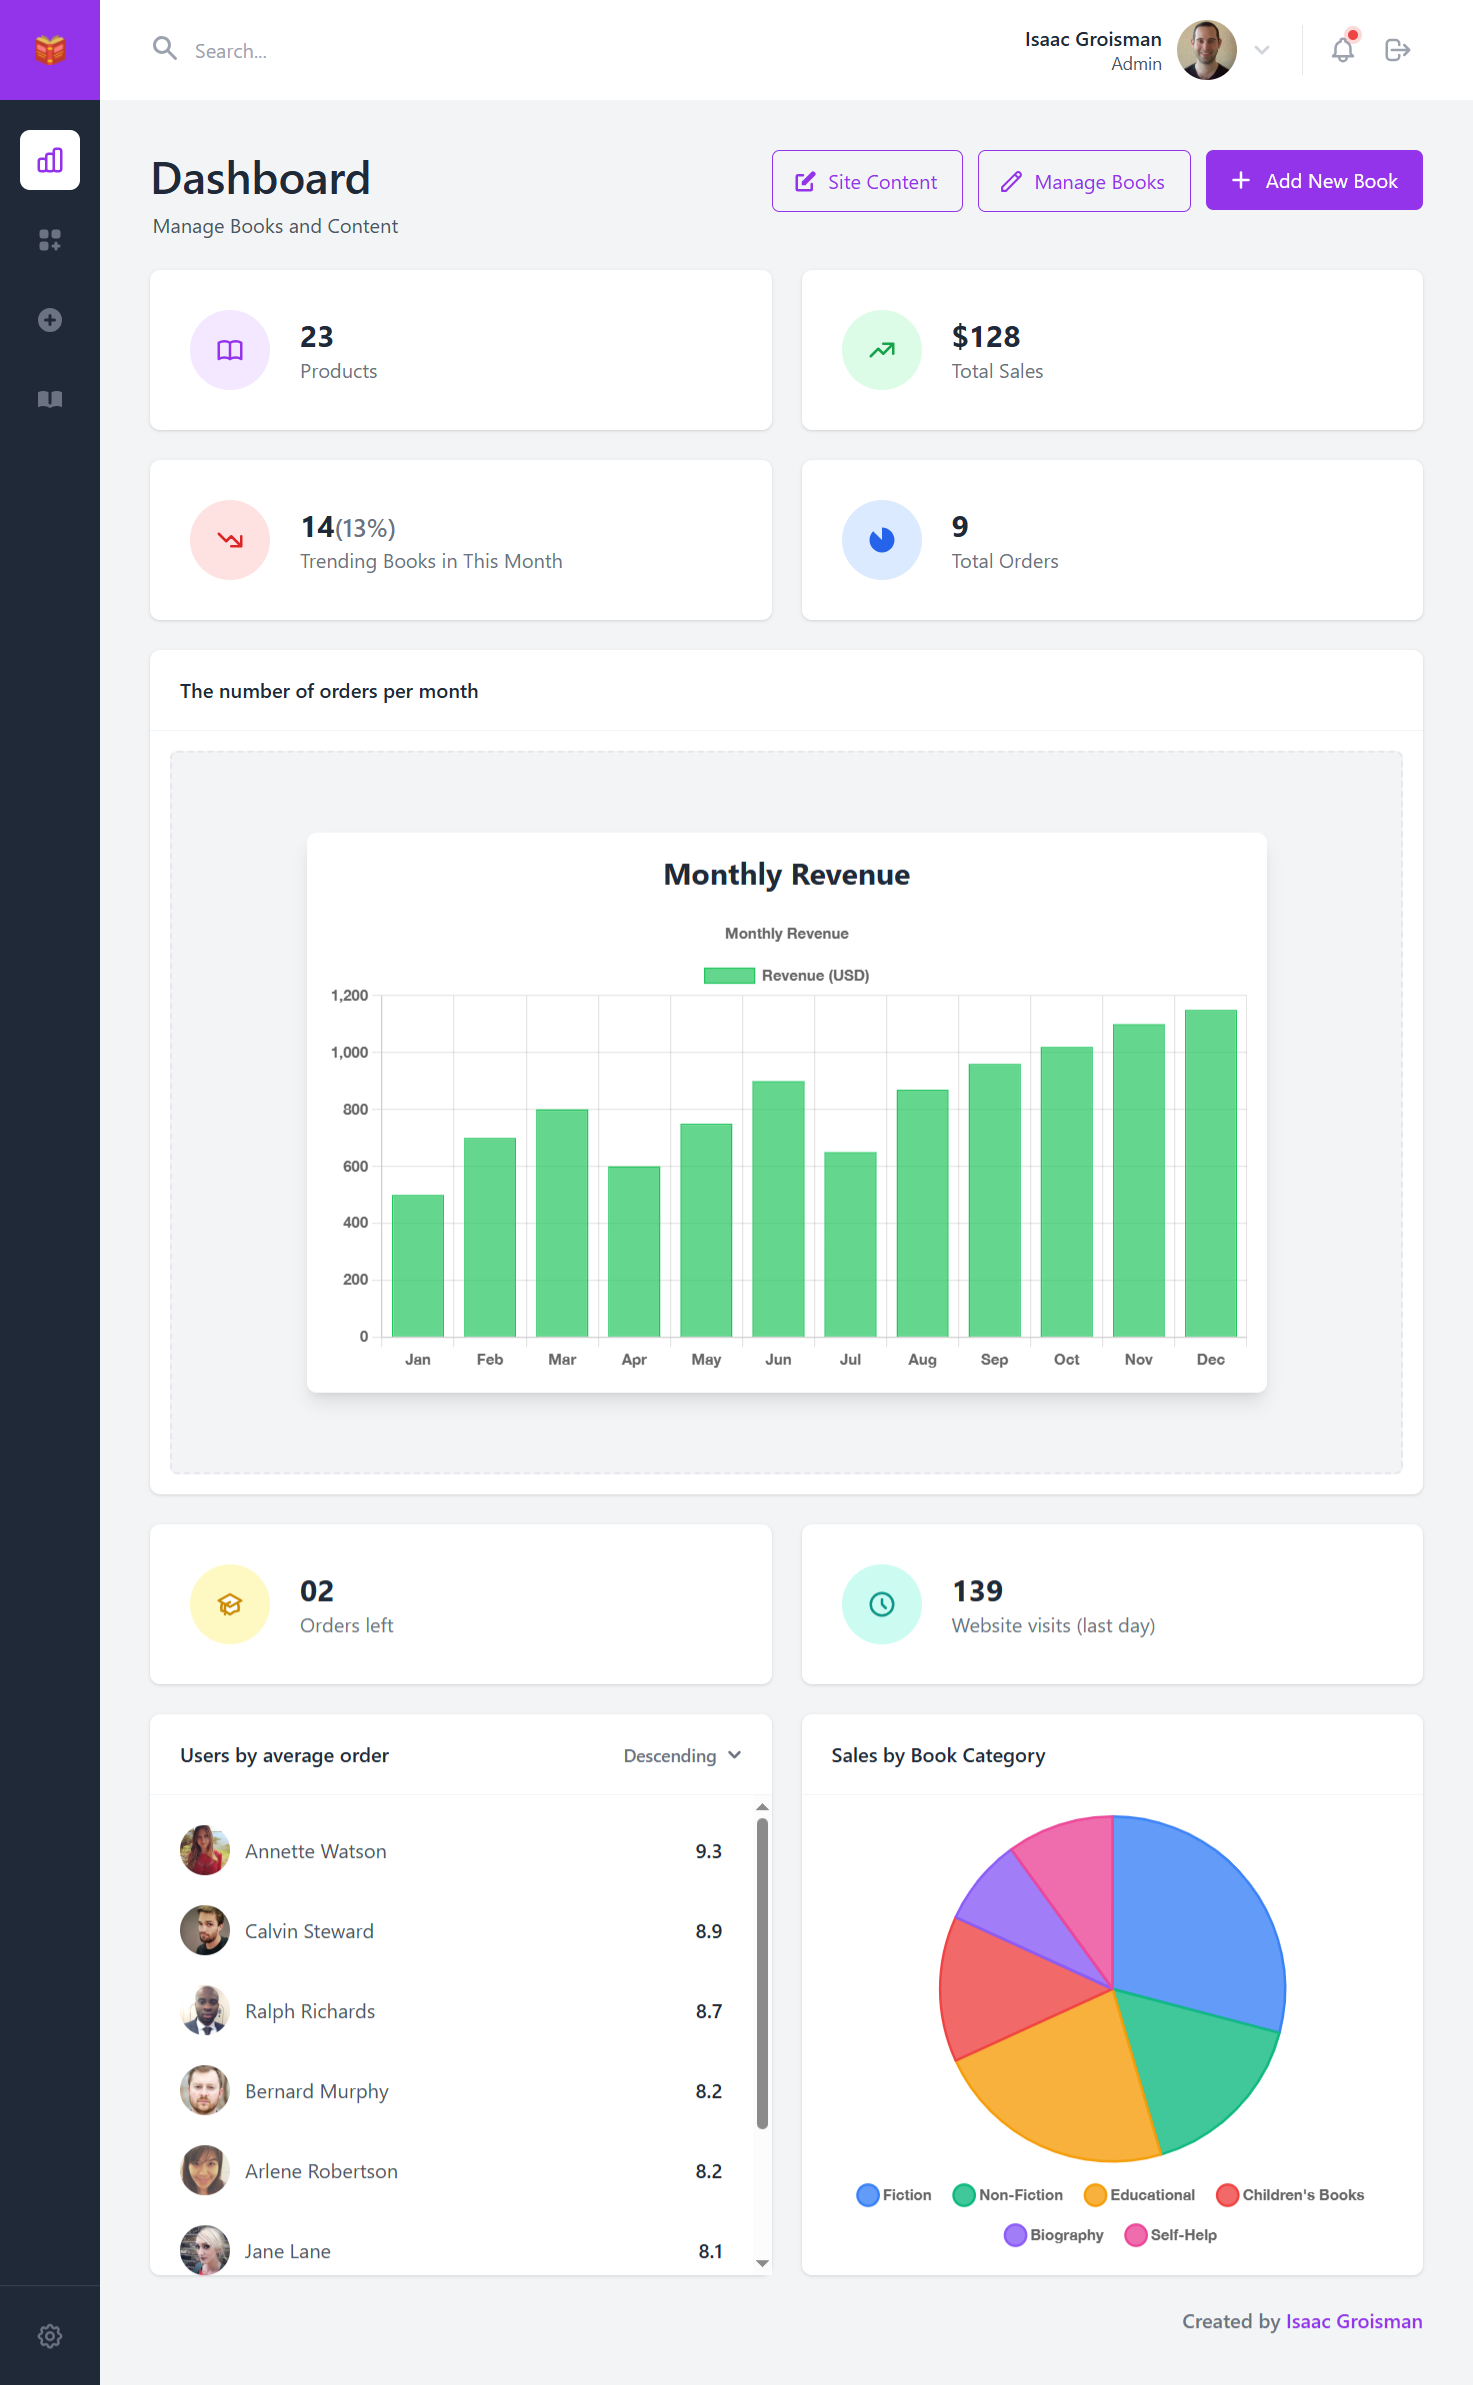 Search...
Isaac Groisman
Admin
Dashboard
Manage Books and Content
Site Content
Manage Books
Add New Book
23
Products
$128
Total Sales
14(13%)
Trending Books in This Month
9
Total Orders
The number of orders per month
Monthly Revenue
Monthly Revenue
Revenue (USD)
1,200
1,000
800
600
400
200
0
Jan Feb Mar Apr May Jun Jul Aug Sep Oct Nov Dec
02
Orders left
139
Website visits (last day)
Users by average order
Descending
Annette Watson 9.3
Calvin Steward 8.9
Ralph Richards 8.7
Bernard Murphy 8.2
Arlene Robertson 8.2
Jane Lane 8.1
Sales by Book Category
Fiction Non-Fiction Educational Children's Books
Biography Self-Help
Created by Isaac Groisman